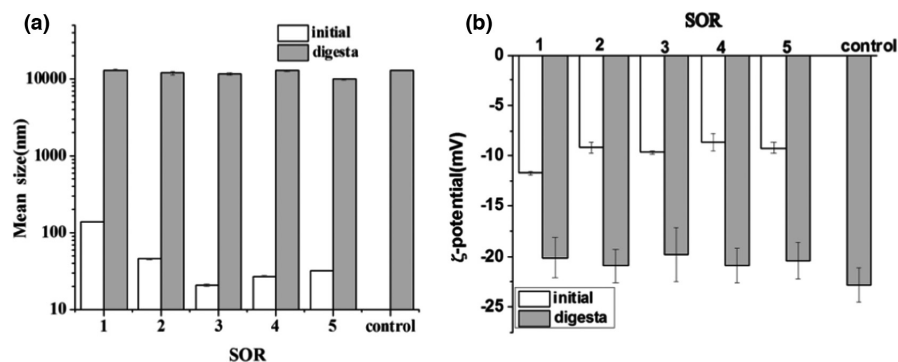 (a)
initial
digesta
10000
1000
100
10
Mean size(nm)
1 2 3 4 5 control
SOR
(b)
SOR
1 2 3 4 5 control
0
-5
-10
-15
-20
-25
ζ-potential(mV)
initial
digesta